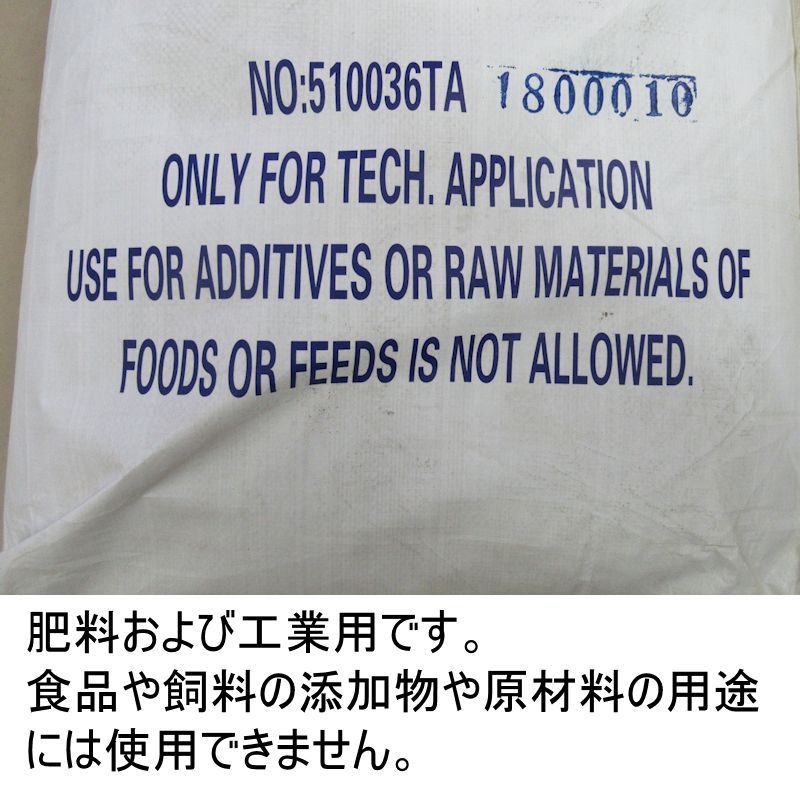 NO:510036TA 1800010
ONLY FOR TECH. APPLICATION
USE FOR ADDITIVES OR RAW MATERIALS OF
FOODS OR FEEDS IS NOT ALLOWED.
肥料および工業用です。
食品や飼料の添加物や原材料の用途
には使用できません。